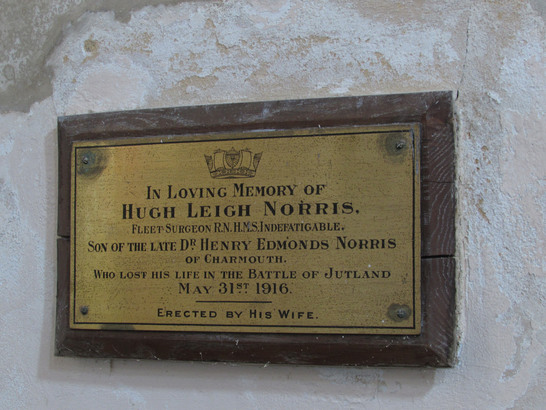 In Loving Memory of
Hugh Leigh Norris,
Fleet Surgeon R.N. H.M.S. Indefatigable.
Son of the late Dr. Henry Edmonds Norris
of Charmouth.
Who lost his life in the Battle of Jutland
May 31st 1916.
Erected by His Wife.